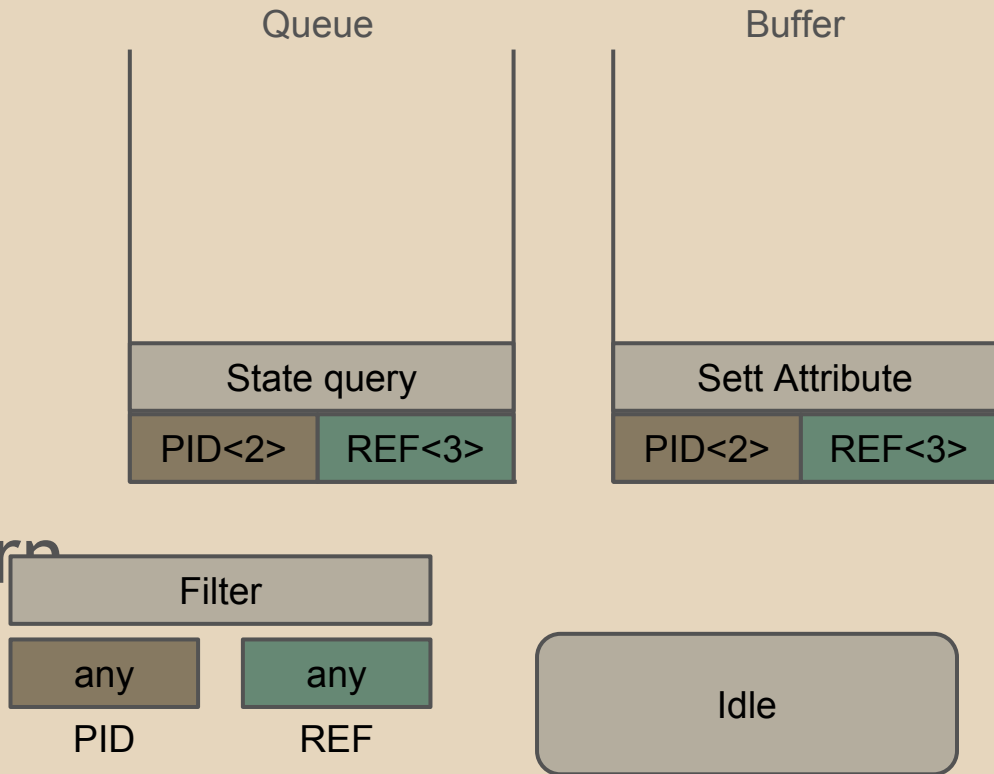 Queue
Buffer
State query
PID<2> REF<3>
Sett Attribute
PID<2> REF<3>
Filter
any any
PID REF
Idle